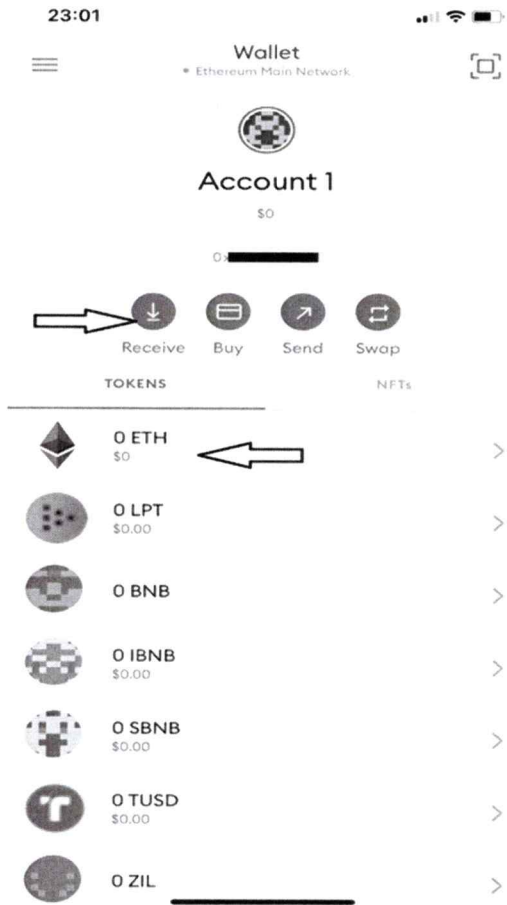 23:01
Wallet
Ethereum Main Network
Account 1
$0
0x
Receive Buy Send Swap
TOKENS NFTs
0 ETH
$0
0 LPT
$0.00
0 BNB
0 IBNB
$0.00
0 SBNB
$0.00
0 TUSD
$0.00
0 ZIL